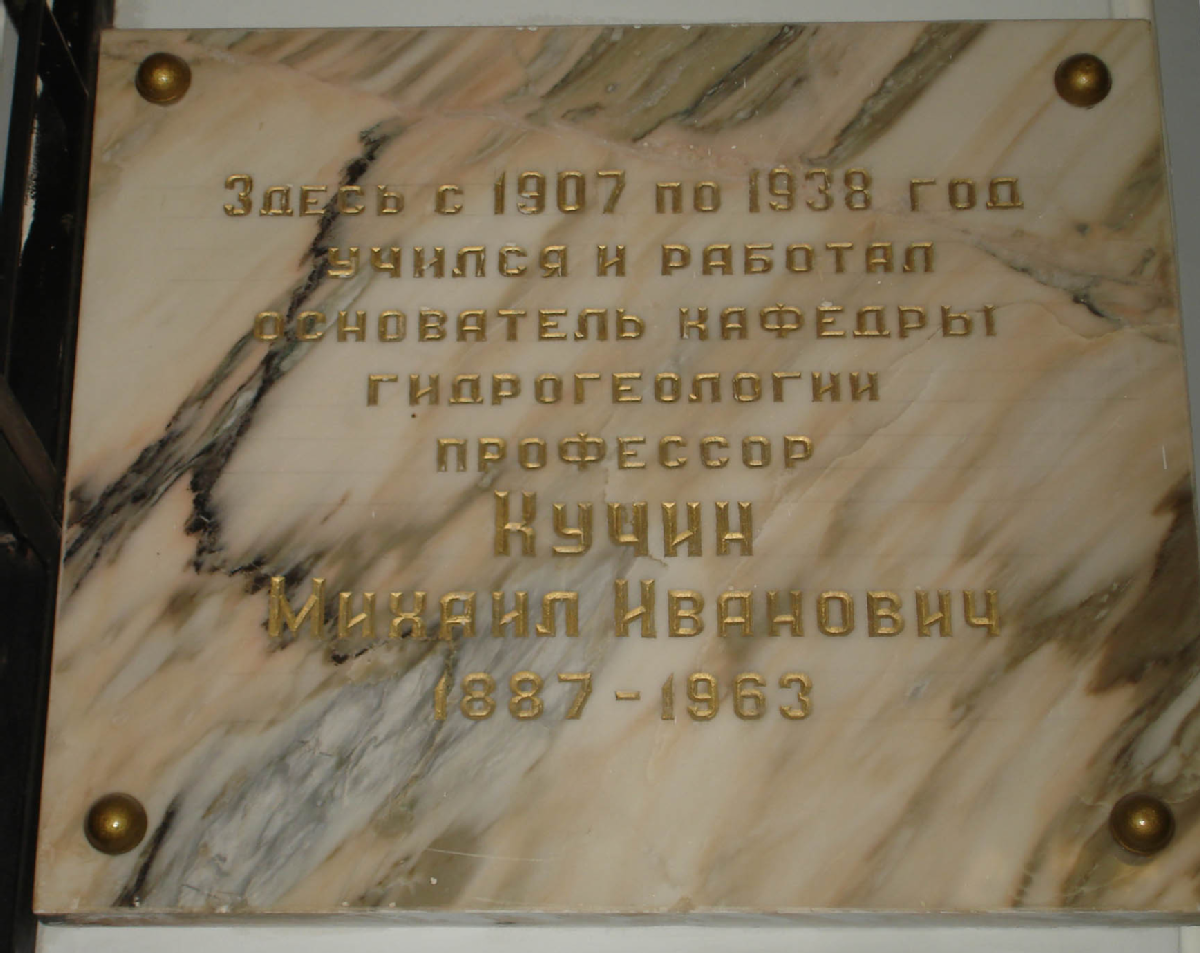 Здесь с 1907 по 1938 год
учился и работал
основатель кафедры
гидрогеологии
профессор
Кучин
Михаил Иванович
1887 - 1963